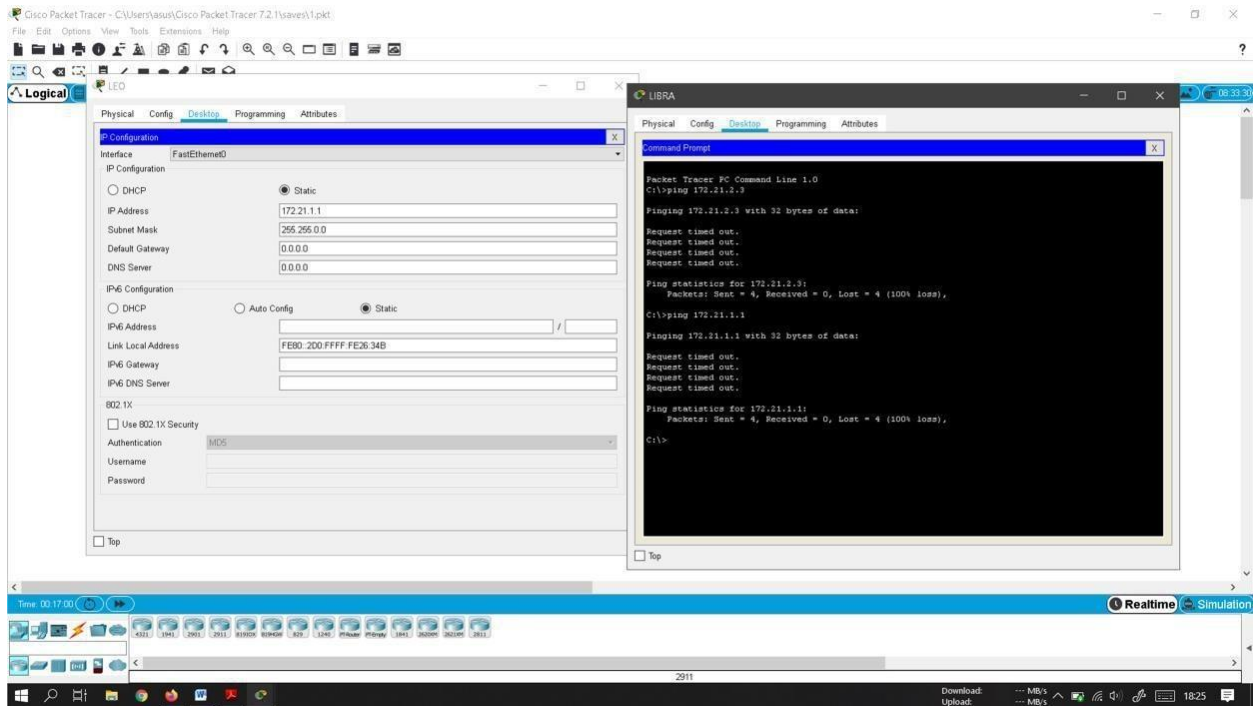 Cisco Packet Tracer - C:\Users\asus\Cisco Packet Tracer 7.2.1\saves\1.pkt
File Edit Options View Tools Extensions Help
?
Logical
08:33:30
LEO
Physical Config Desktop Programming Attributes
IP Configuration X
Interface FastEthernet0
IP Configuration
DHCP Static
IP Address 172.21.1.1
Subnet Mask 255.255.0.0
Default Gateway 0.0.0.0
DNS Server 0.0.0.0
IPv6 Configuration
DHCP Auto Config Static
IPv6 Address /
Link Local Address FE80::2D0:FFFF:FE26:34B
IPv6 Gateway
IPv6 DNS Server
802.1X
Use 802.1X Security
Authentication MD5
Username
Password
Top
LIBRA
Physical Config Desktop Programming Attributes
Command Prompt X
Packet Tracer PC Command Line 1.0
C:\>ping 172.21.2.3
Pinging 172.21.2.3 with 32 bytes of data:
Request timed out.
Request timed out.
Request timed out.
Request timed out.
Ping statistics for 172.21.2.3:
Packets: Sent = 4, Received = 0, Lost = 4 (100% loss),
C:\>ping 172.21.1.1
Pinging 172.21.1.1 with 32 bytes of data:
Request timed out.
Request timed out.
Request timed out.
Request timed out.
Ping statistics for 172.21.1.1:
Packets: Sent = 4, Received = 0, Lost = 4 (100% loss),
C:\>
Top
Time: 00:17:00
Realtime Simulation
4321 1941 2901 2911 819IOX 819HGW 829 1240 PT-Router PT-Empty 1841 2620XM 2621XM 2811
2911
Download: --- MB/s
Upload: --- MB/s
18:25